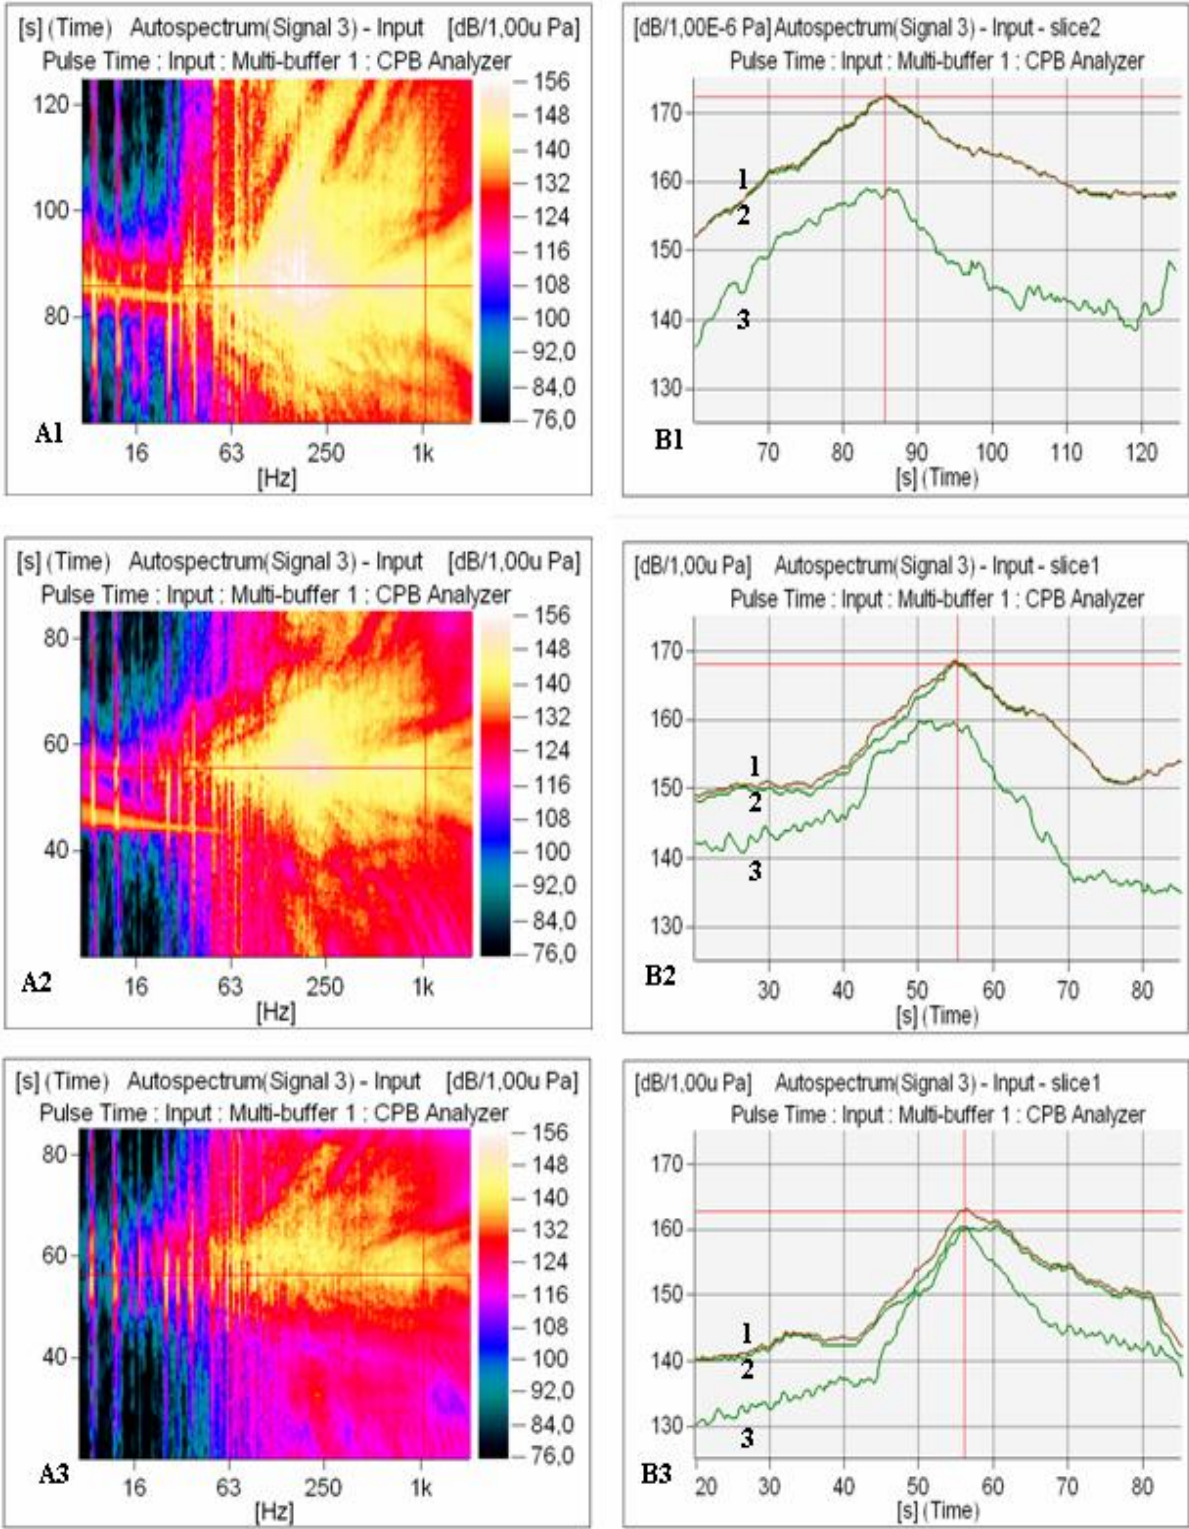 [s] (Time) Autospectrum(Signal 3) - Input [dB/1,00u Pa]
Pulse Time : Input : Multi-buffer 1 : CPB Analyzer
120
100
80
156
148
140
132
124
116
108
100
92,0
84,0
76,0
A1
16 63 250 1k
[Hz]
[dB/1,00E-6 Pa] Autospectrum(Signal 3) - Input - slice2
Pulse Time : Input : Multi-buffer 1 : CPB Analyzer
170
160
150
140
130
1
2
3
B1
70 80 90 100 110 120
[s] (Time)
[s] (Time) Autospectrum(Signal 3) - Input [dB/1,00u Pa]
Pulse Time : Input : Multi-buffer 1 : CPB Analyzer
80
60
40
156
148
140
132
124
116
108
100
92,0
84,0
76,0
A2
16 63 250 1k
[Hz]
[dB/1,00u Pa] Autospectrum(Signal 3) - Input - slice1
Pulse Time : Input : Multi-buffer 1 : CPB Analyzer
170
160
150
140
130
1
2
3
B2
30 40 50 60 70 80
[s] (Time)
[s] (Time) Autospectrum(Signal 3) - Input [dB/1,00u Pa]
Pulse Time : Input : Multi-buffer 1 : CPB Analyzer
80
60
40
156
148
140
132
124
116
108
100
92,0
84,0
76,0
A3
16 63 250 1k
[Hz]
[dB/1,00u Pa] Autospectrum(Signal 3) - Input - slice1
Pulse Time : Input : Multi-buffer 1 : CPB Analyzer
170
160
150
140
130
1
2
3
B3
20 30 40 50 60 70 80
[s] (Time)